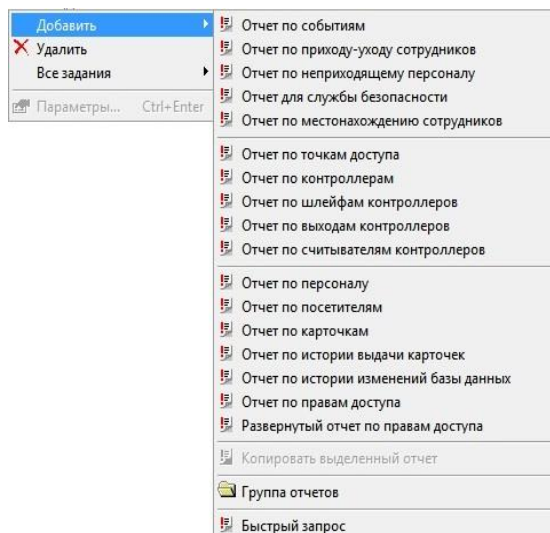 Добавить
Удалить
Все задания
Параметры... Ctrl+Enter
Отчет по событиям
Отчет по приходу-уходу сотрудников
Отчет по неприходящему персоналу
Отчет для службы безопасности
Отчет по местонахождению сотрудников
Отчет по точкам доступа
Отчет по контроллерам
Отчет по шлейфам контроллеров
Отчет по выходам контроллеров
Отчет по считывателям контроллеров
Отчет по персоналу
Отчет по посетителям
Отчет по карточкам
Отчет по истории выдачи карточек
Отчет по истории изменений базы данных
Отчет по правам доступа
Развернутый отчет по правам доступа
Копировать выделенный отчет
Группа отчетов
Быстрый запрос